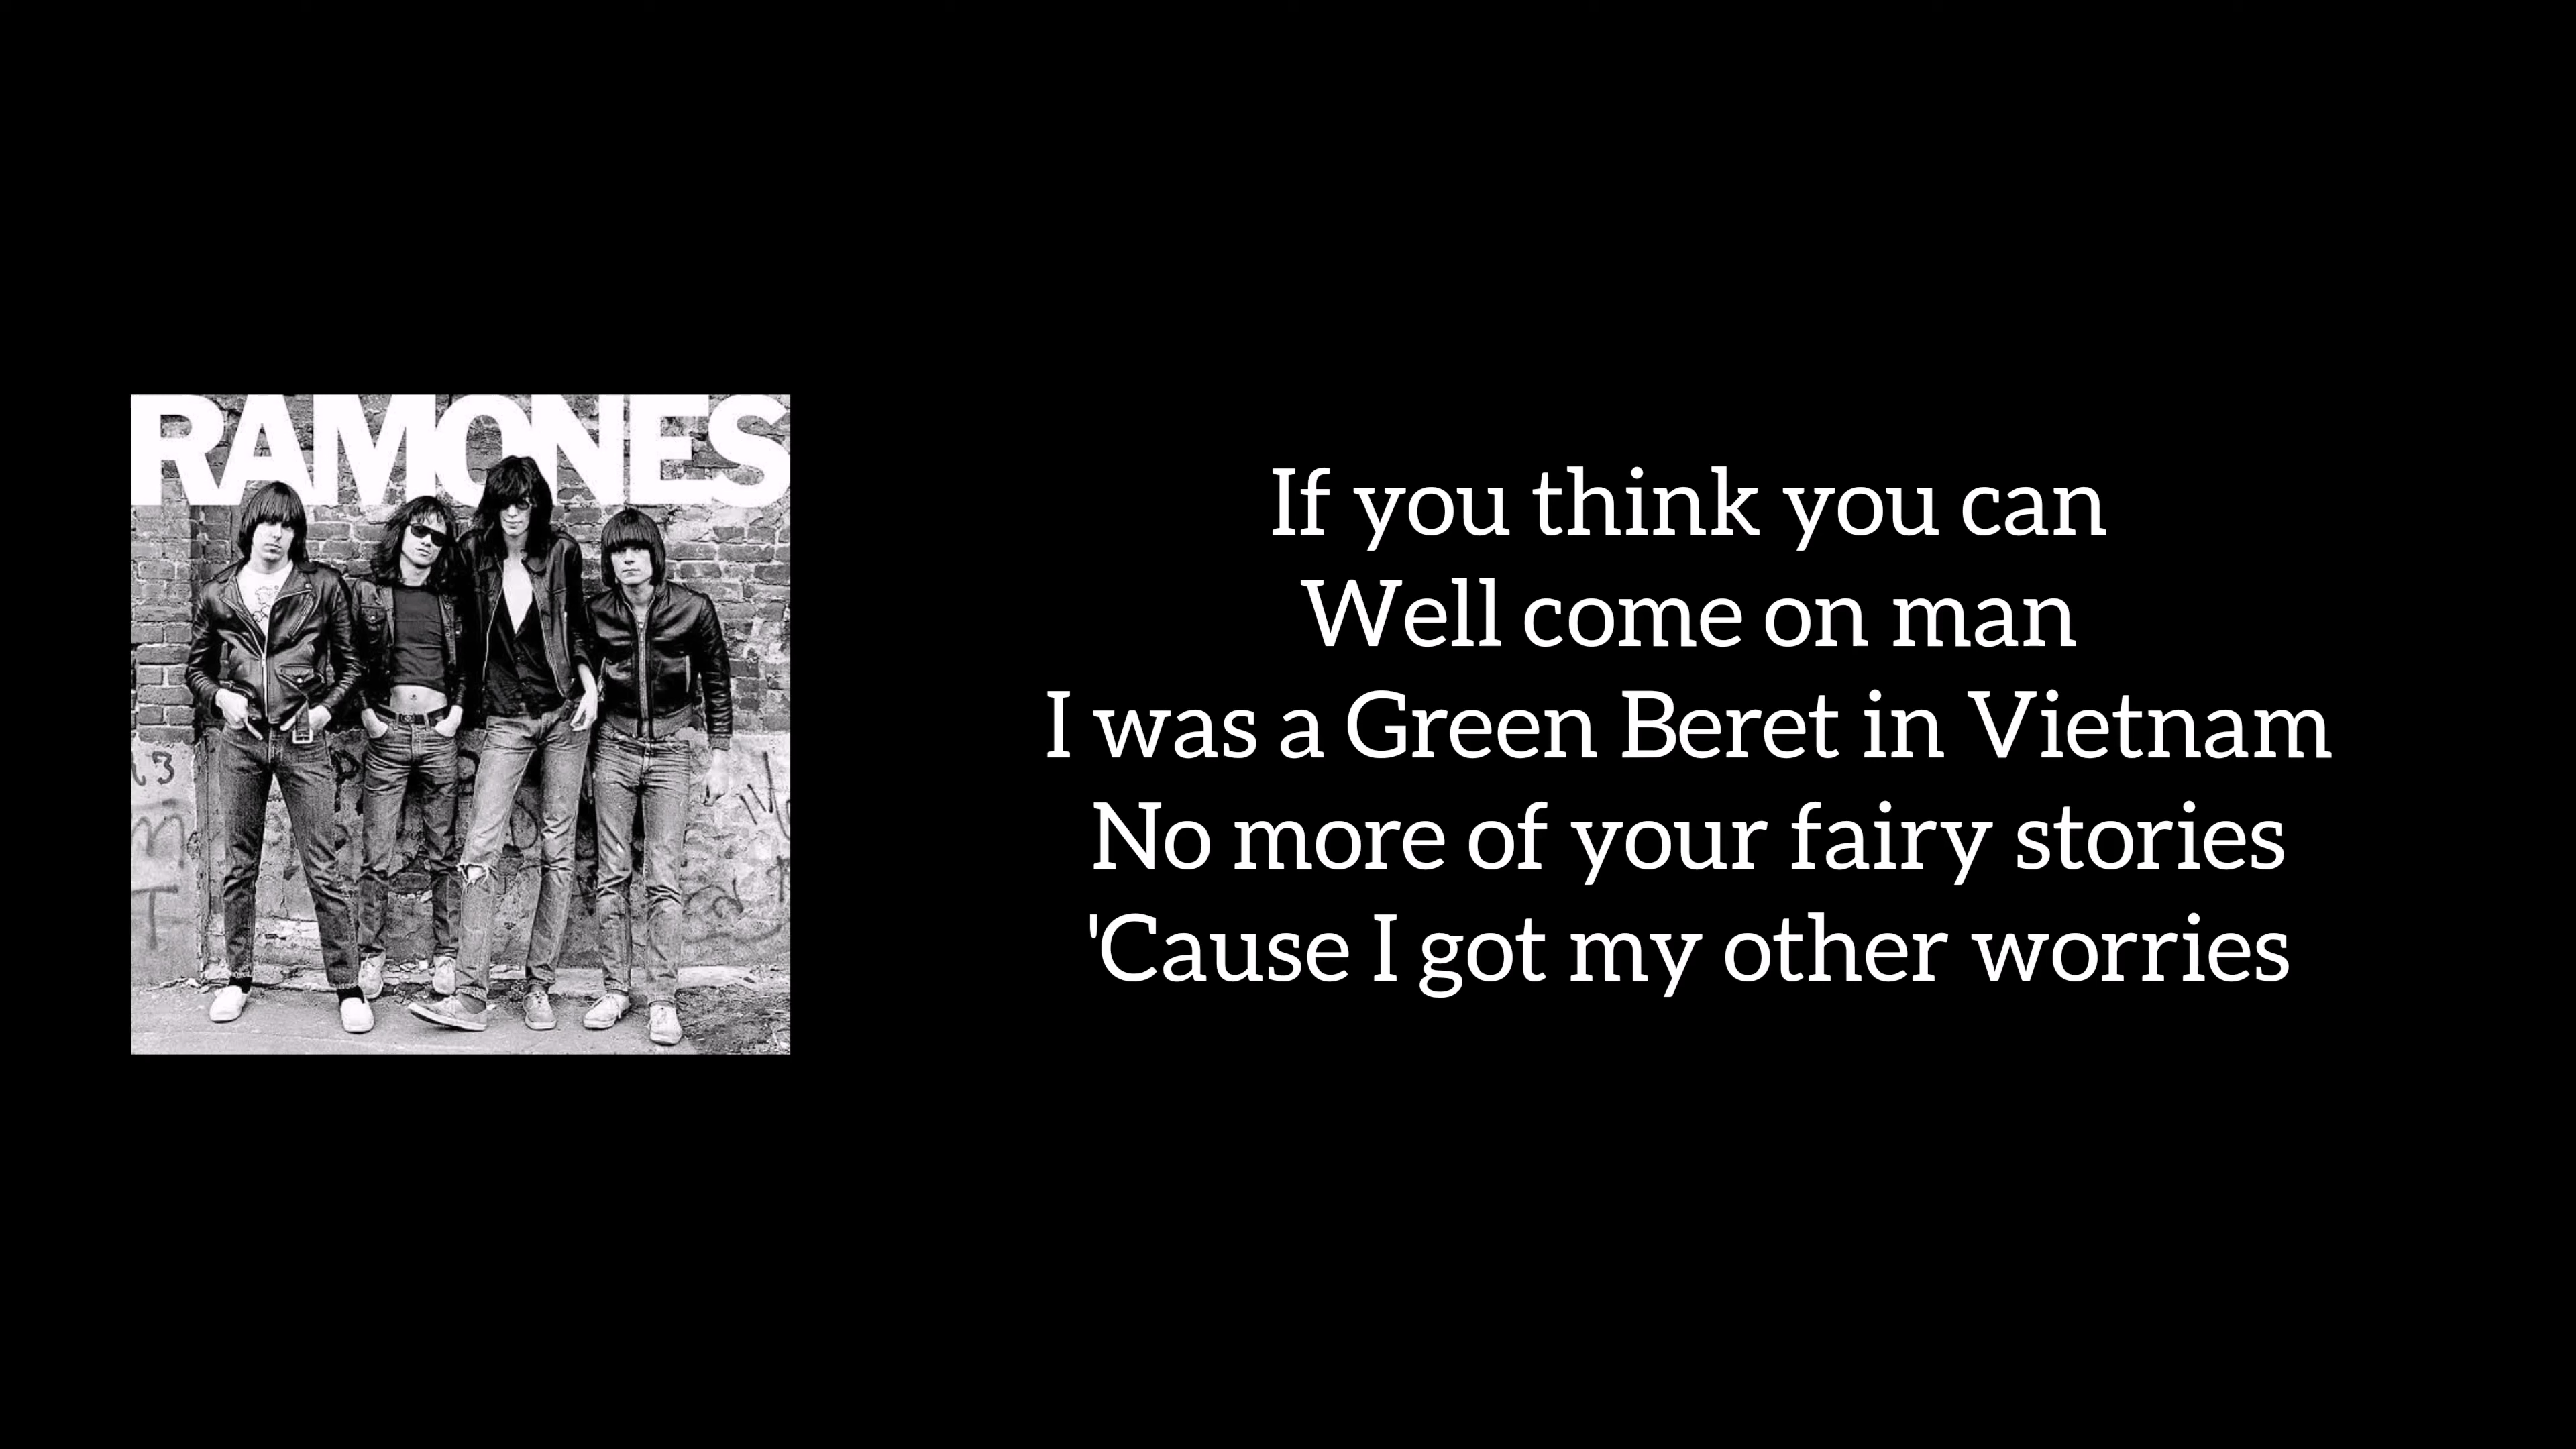 RAMONES
If you think you can
Well come on man
I was a Green Beret in Vietnam
No more of your fairy stories
'Cause I got my other worries